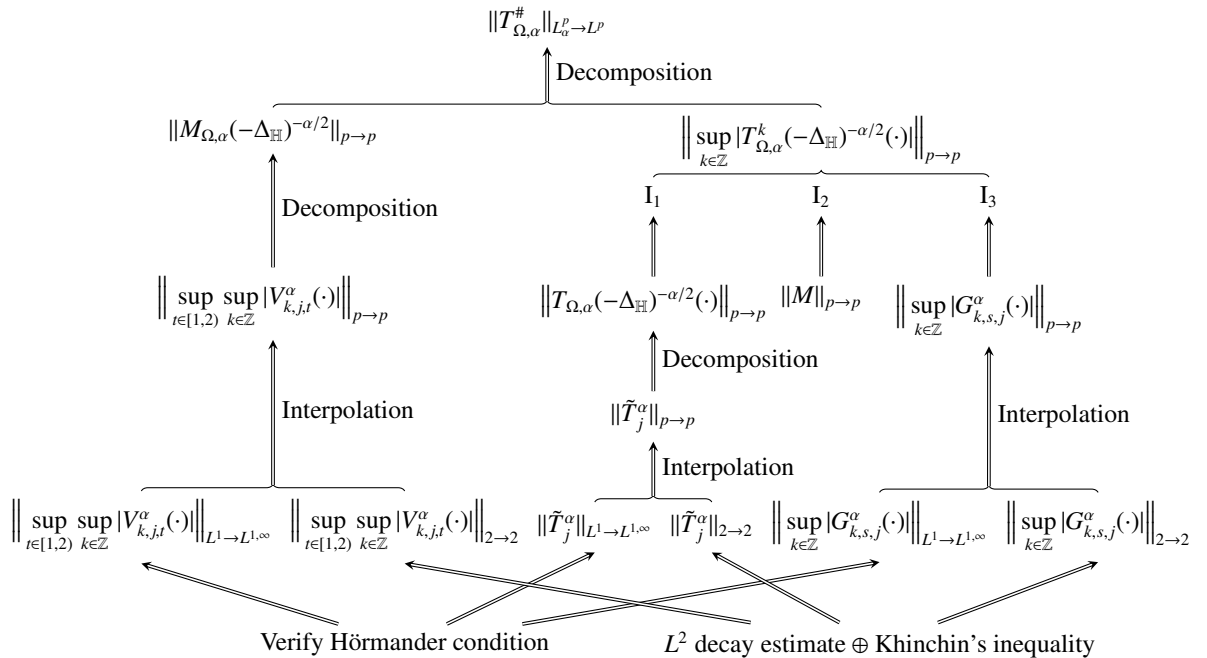 ‖T^#_{Ω,α}‖_{L^p_α→L^p}
Decomposition
‖M_{Ω,α}(−Δ_ℍ)^{−α/2}‖_{p→p}
‖sup_{k∈ℤ} |T^k_{Ω,α}(−Δ_ℍ)^{−α/2}(·)|‖_{p→p}
I_1 I_2 I_3
Decomposition
‖sup_{t∈[1,2)} sup_{k∈ℤ} |V^α_{k,j,t}(·)|‖_{p→p}
‖T_{Ω,α}(−Δ_ℍ)^{−α/2}(·)‖_{p→p}
‖M‖_{p→p}
‖sup_{k∈ℤ} |G^α_{k,s,j}(·)|‖_{p→p}
Decomposition
‖T̃^α_j‖_{p→p}
Interpolation
Interpolation
Interpolation
‖sup_{t∈[1,2)} sup_{k∈ℤ} |V^α_{k,j,t}(·)|‖_{L^1→L^{1,∞}}
‖sup_{t∈[1,2)} sup_{k∈ℤ} |V^α_{k,j,t}(·)|‖_{2→2}
‖T̃^α_j‖_{L^1→L^{1,∞}}
‖T̃^α_j‖_{2→2}
‖sup_{k∈ℤ} |G^α_{k,s,j}(·)|‖_{L^1→L^{1,∞}}
‖sup_{k∈ℤ} |G^α_{k,s,j}(·)|‖_{2→2}
Verify Hörmander condition
L^2 decay estimate ⊕ Khinchin's inequality